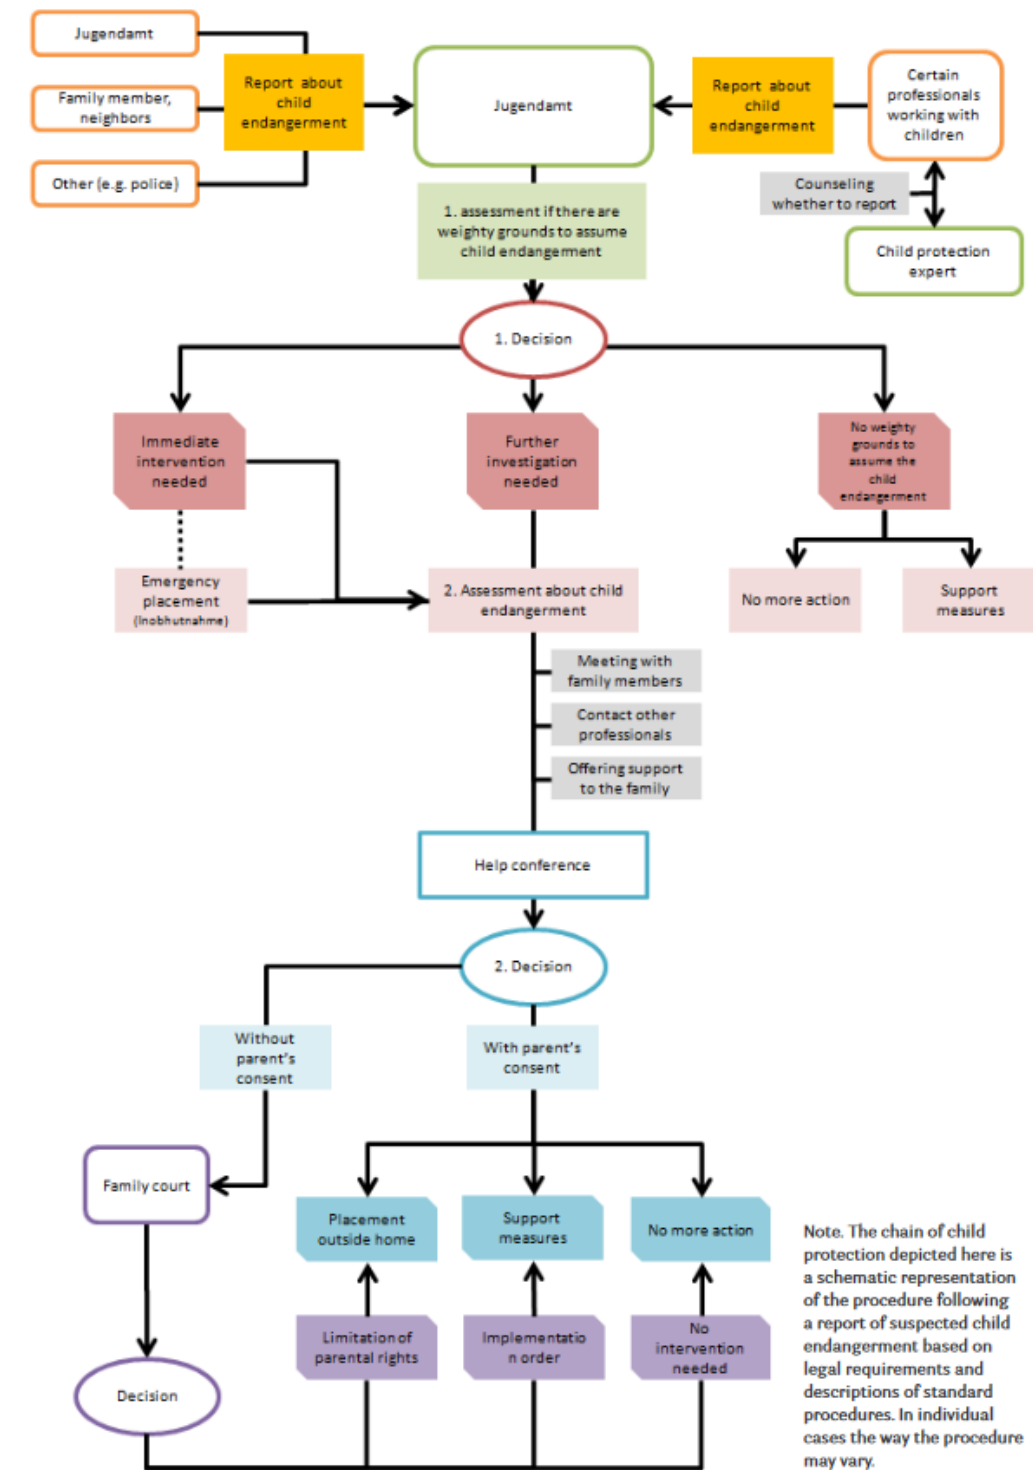 Jugendamt
Family member,
neighbors
Other (e.g. police)
Report about
child
endangerment
Jugendamt
Report  about
child
endangerment
Certain
professionals
working with
children
Counseling
whether to report
Child protection
expert
1. assessment if there are
weighty grounds to assume
child endangerment
1. Decision
Immediate
intervention
needed
Further
investigation
needed
No weighty
grounds to
assume the
child
endangerment
Emergency
placement
(Inobhutnahme)
2. Assessment about child
endangerment
No more action
Support
measures
Meeting with
family members
Contact other
professionals
Offering support
to the family
Help conference
2. Decision
Without
parent's
consent
With parent's
consent
Family court
Placement
outside home
Support
measures
No more action
Limitation of
parental rights
Implementatio
n order
No
intervention
needed
Decision
Note. The chain of child
protection depicted here is
a schematic representation
of the procedure following
a report of suspected child
endangerment based on
legal requirements and
descriptions of standard
procedures. In individual
cases the way the procedure
may vary.